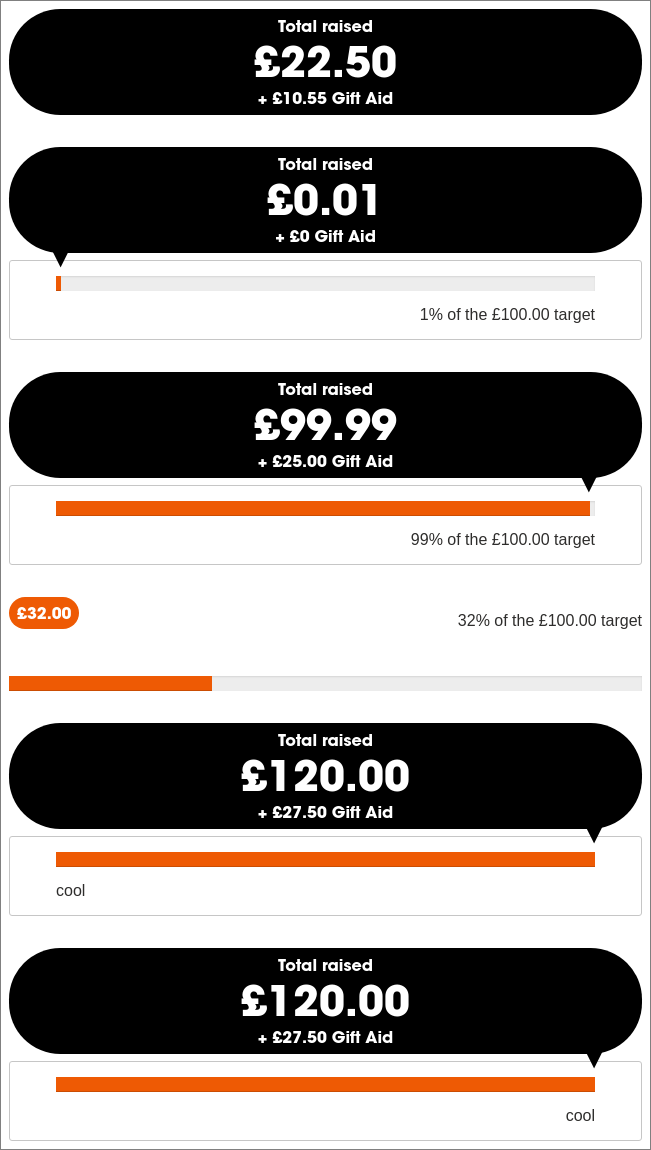 Total raised
£22.50
+ £10.55 Gift Aid
Total raised
£0.01
+ £0 Gift Aid
1% of the £100.00 target
Total raised
£99.99
+ £25.00 Gift Aid
99% of the £100.00 target
£32.00
32% of the £100.00 target
Total raised
£120.00
+ £27.50 Gift Aid
cool
Total raised
£120.00
+ £27.50 Gift Aid
cool